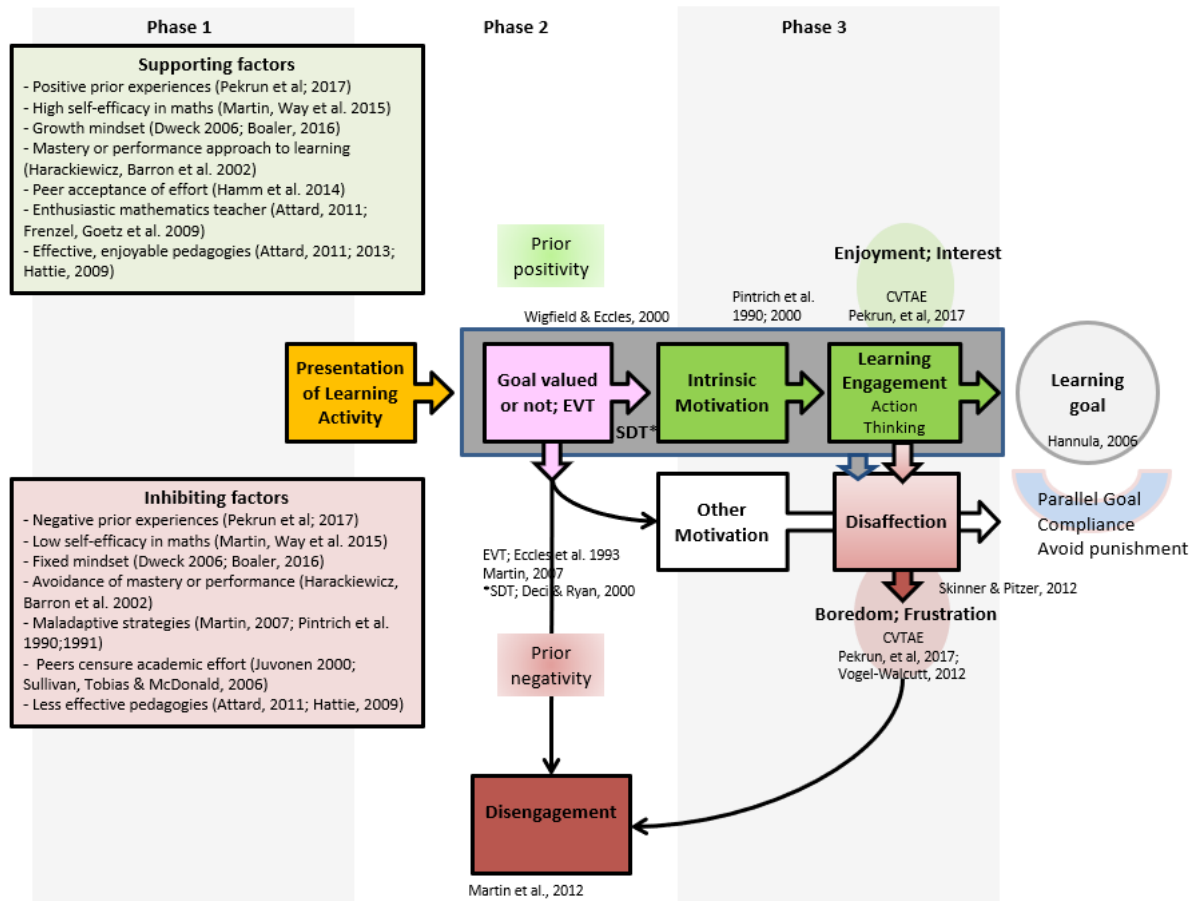 Phase 1
Phase 2
Phase 3
Supporting factors
- Positive prior experiences (Pekrun et al; 2017)
- High self-efficacy in maths (Martin, Way et al. 2015)
- Growth mindset (Dweck 2006; Boaler, 2016)
- Mastery or performance approach to learning
(Harackiewicz, Barron et al. 2002)
- Peer acceptance of effort (Hamm et al. 2014)
- Enthusiastic mathematics teacher (Attard, 2011;
Frenzel, Goetz et al. 2009)
- Effective, enjoyable pedagogies (Attard, 2011; 2013;
Hattie, 2009)
Prior
positivity
Enjoyment; Interest
CVTAE
Pekrun, et al, 2017
Pintrich et al.
1990; 2000
Wigfield & Eccles, 2000
Presentation
of Learning
Activity
Goal valued
or not; EVT
SDT*
Intrinsic
Motivation
Learning
Engagement
Action
Thinking
Learning
goal
Hannula, 2006
Inhibiting factors
- Negative prior experiences (Pekrun et al; 2017)
- Low self-efficacy in maths (Martin, Way et al. 2015)
- Fixed mindset (Dweck 2006; Boaler, 2016)
- Avoidance of mastery or performance (Harackiewicz,
Barron et al. 2002)
- Maladaptive strategies (Martin, 2007; Pintrich et al.
1990;1991)
- Peers censure academic effort (Juvonen 2000;
Sullivan, Tobias & McDonald, 2006)
- Less effective pedagogies (Attard, 2011; Hattie, 2009)
Other
Motivation
Disaffection
Parallel Goal
Compliance
Avoid punishment
EVT; Eccles et al. 1993
Martin, 2007
*SDT; Deci & Ryan, 2000
Skinner & Pitzer, 2012
Boredom; Frustration
CVTAE
Pekrun, et al, 2017;
Vogel-Walcutt, 2012
Prior
negativity
Disengagement
Martin et al., 2012